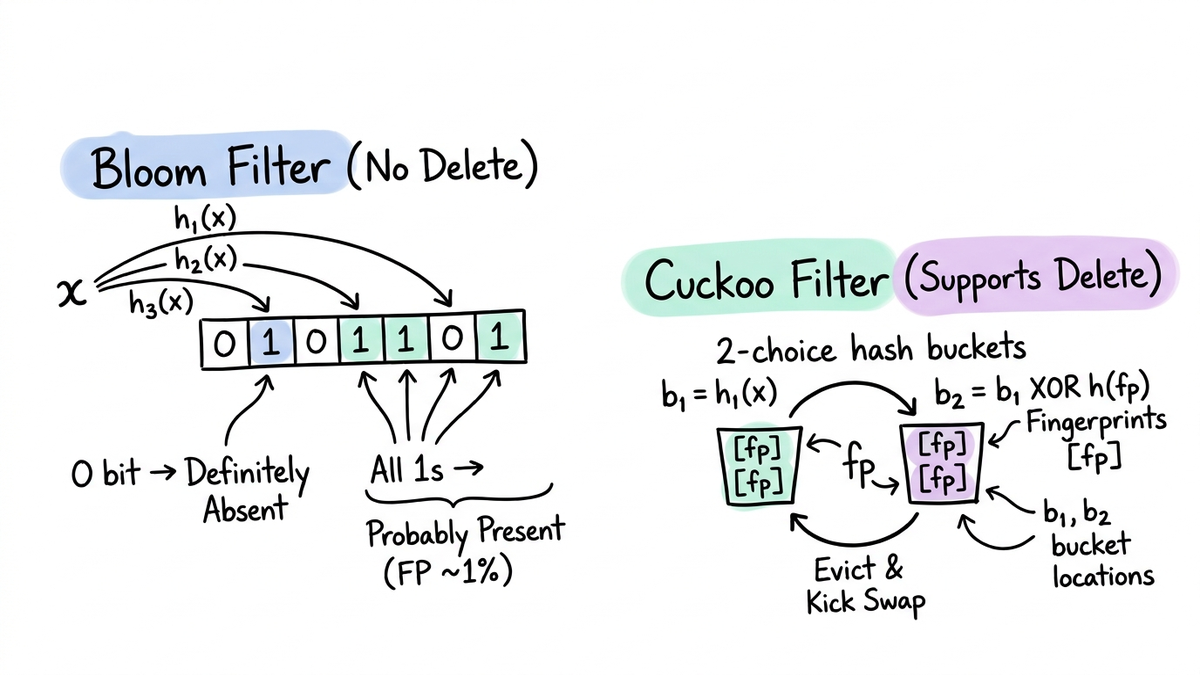 Bloom Filter (No Delete)
h₁(x)
h₂(x)
h₃(x)
x
0 1 0 1 1 0 1
0 bit → Definitely
Absent
All 1s →
Probably Present
(FP ~1%)
Cuckoo Filter (Supports Delete)
2-choice hash buckets
b₁ = h₁(x)
b₂ = b₁ XOR h(fp)
Fingerprints
[fp]
[fp]
[fp]
fp
[fp]
[fp]
b₁, b₂
bucket
locations
Evict &
Kick Swap